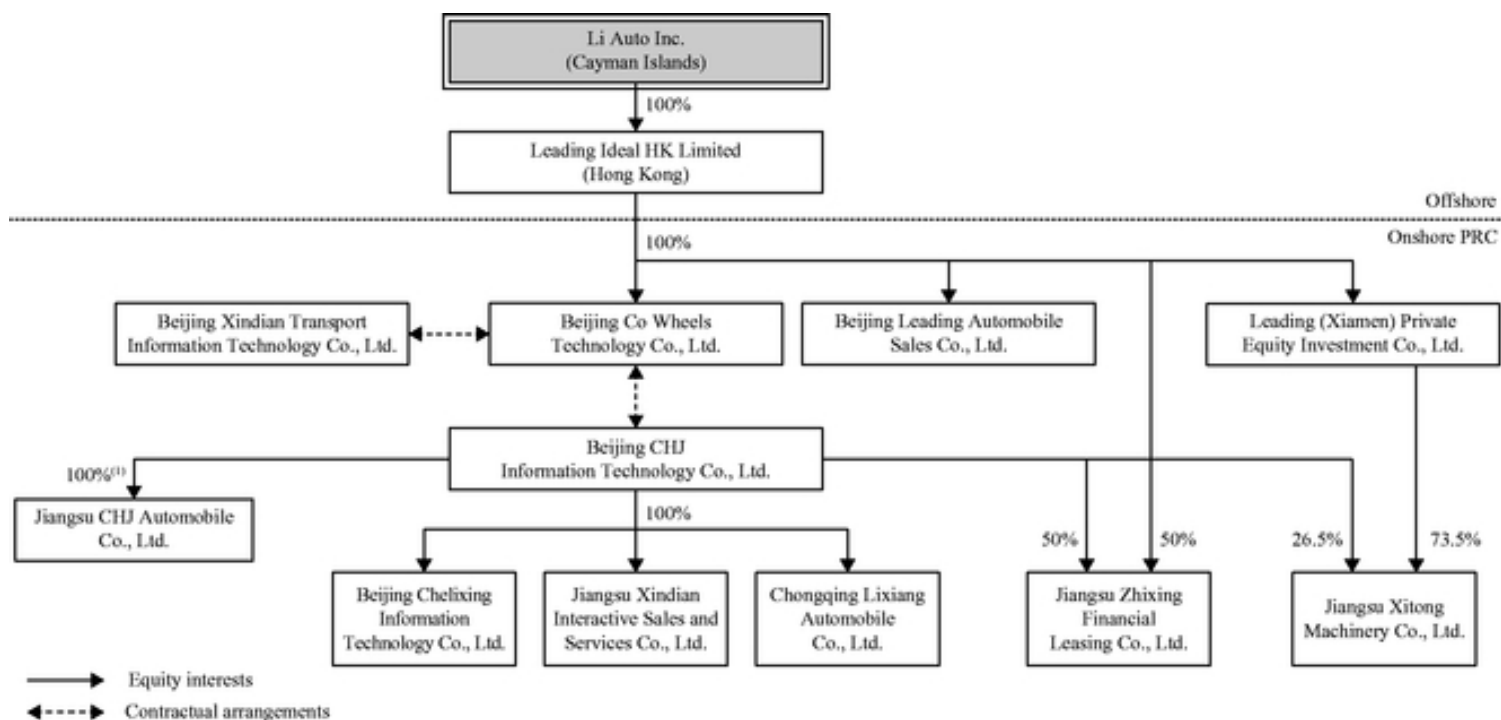 Li Auto Inc.
(Cayman Islands)
100%
Leading Ideal HK Limited
(Hong Kong)
Offshore
Onshore PRC
100%
Beijing Xindian Transport
Information Technology Co., Ltd.
Beijing Co Wheels
Technology Co., Ltd.
Beijing Leading Automobile
Sales Co., Ltd.
Leading (Xiamen) Private
Equity Investment Co., Ltd.
Beijing CHJ
Information Technology Co., Ltd.
100%(1)
Jiangsu CHJ Automobile
Co., Ltd.
100%
50%
50%
26.5%
73.5%
Beijing Chelixing
Information
Technology Co., Ltd.
Jiangsu Xindian
Interactive Sales and
Services Co., Ltd.
Chongqing Lixiang
Automobile
Co., Ltd.
Jiangsu Zhixing
Financial
Leasing Co., Ltd.
Jiangsu Xitong
Machinery Co., Ltd.
Equity interests
Contractual arrangements